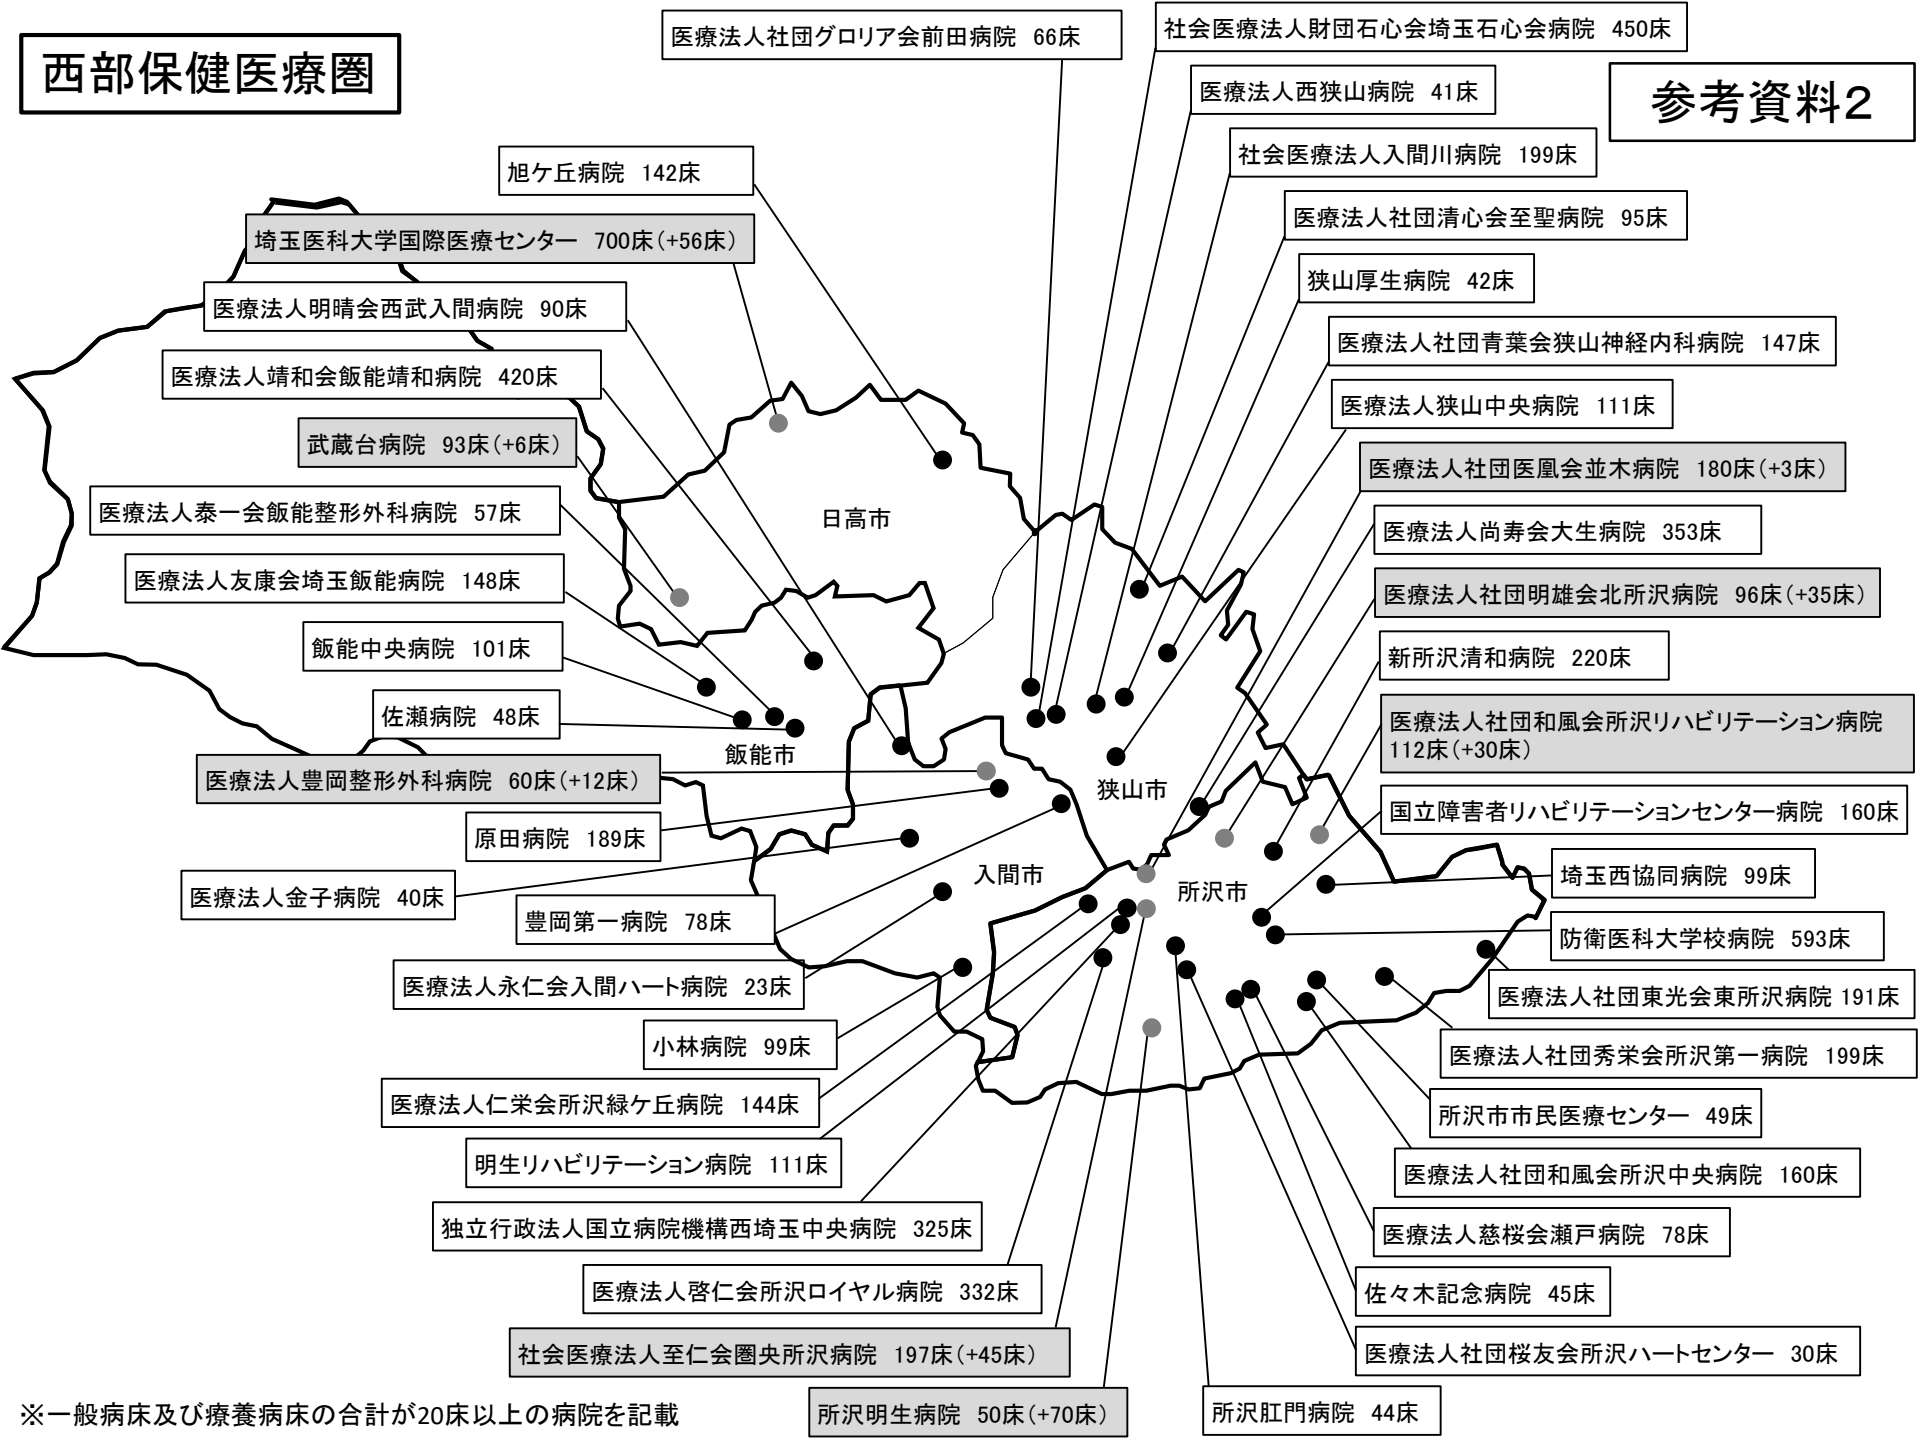 西部保健医療圏
参考資料2
医療法人社団グロリア会前田病院 66床
社会医療法人財団石心会埼玉石心会病院 450床
医療法人西狭山病院 41床
社会医療法人入間川病院 199床
医療法人社団清心会至聖病院 95床
狭山厚生病院 42床
医療法人社団青葉会狭山神経内科病院 147床
医療法人狭山中央病院 111床
医療法人社団医凰会並木病院 180床(+3床)
医療法人尚寿会大生病院 353床
医療法人社団明雄会北所沢病院 96床(+35床)
新所沢清和病院 220床
医療法人社団和風会所沢リハビリテーション病院
112床(+30床)
国立障害者リハビリテーションセンター病院 160床
埼玉西協同病院 99床
防衛医科大学校病院 593床
医療法人社団東光会東所沢病院 191床
医療法人社団秀栄会所沢第一病院 199床
所沢市市民医療センター 49床
医療法人社団和風会所沢中央病院 160床
医療法人慈桜会瀬戸病院 78床
佐々木記念病院 45床
医療法人社団桜友会所沢ハートセンター 30床
所沢肛門病院 44床
旭ケ丘病院 142床
埼玉医科大学国際医療センター 700床(+56床)
医療法人明晴会西武入間病院 90床
医療法人靖和会飯能靖和病院 420床
武蔵台病院 93床(+6床)
医療法人泰一会飯能整形外科病院 57床
医療法人友康会埼玉飯能病院 148床
飯能中央病院 101床
佐瀬病院 48床
医療法人豊岡整形外科病院 60床(+12床)
原田病院 189床
医療法人金子病院 40床
豊岡第一病院 78床
医療法人永仁会入間ハート病院 23床
小林病院 99床
医療法人仁栄会所沢緑ケ丘病院 144床
明生リハビリテーション病院 111床
独立行政法人国立病院機構西埼玉中央病院 325床
医療法人啓仁会所沢ロイヤル病院 332床
社会医療法人至仁会圏央所沢病院 197床(+45床)
所沢明生病院 50床(+70床)
日高市
飯能市
狭山市
入間市
所沢市
※一般病床及び療養病床の合計が20床以上の病院を記載